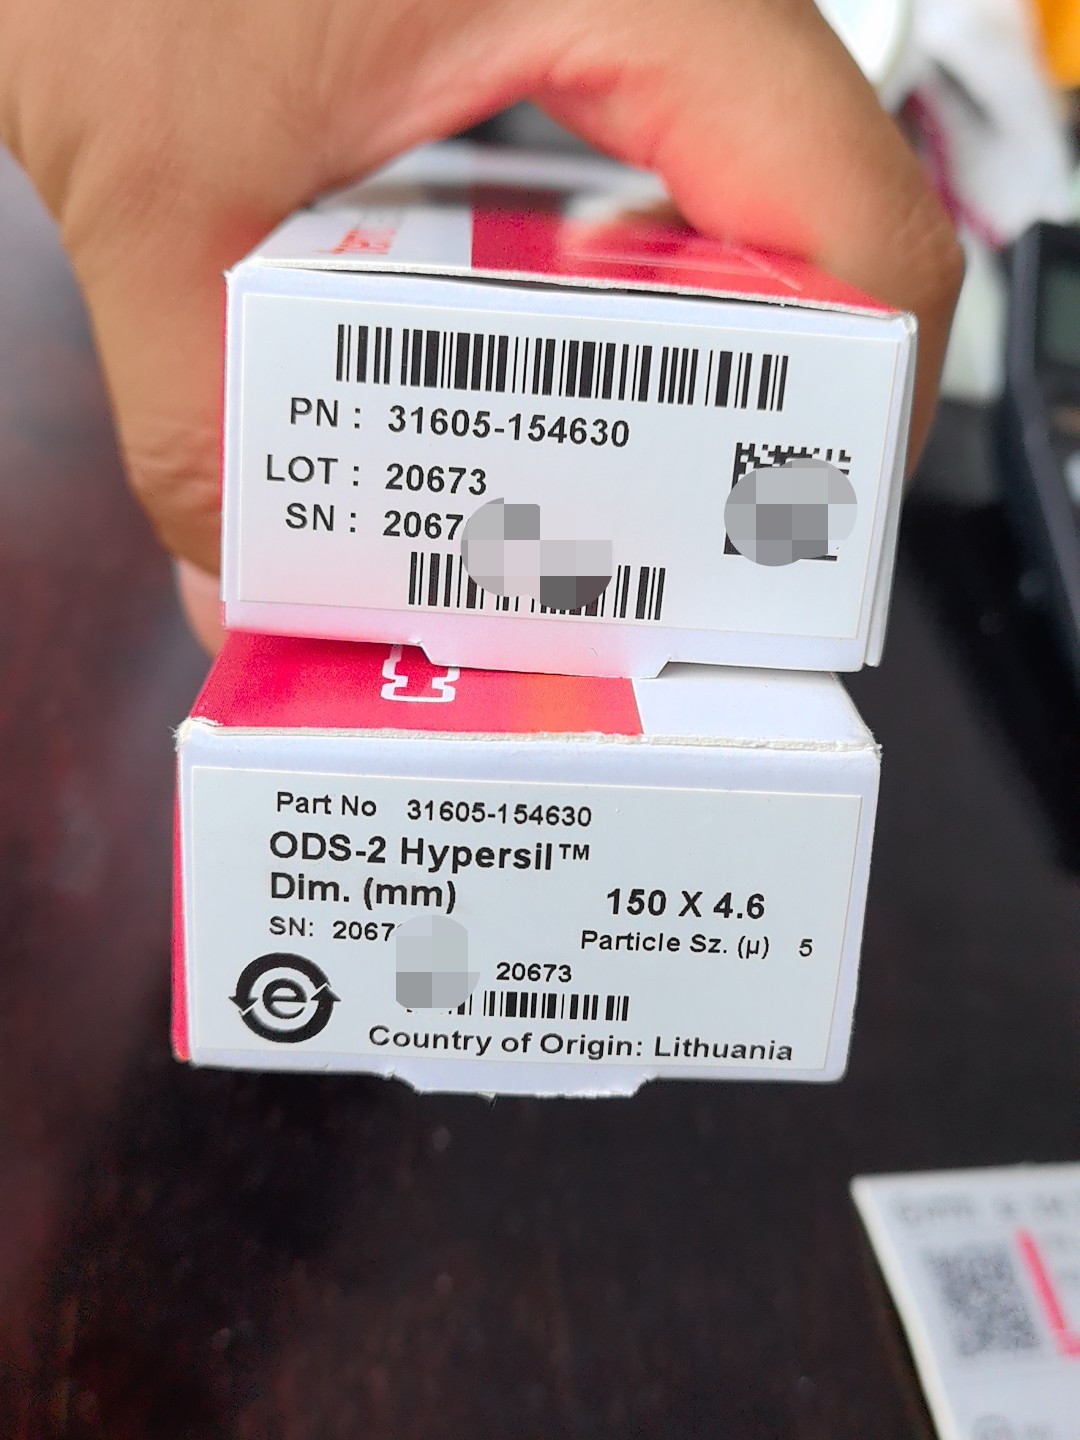 PN : 31605-154630
LOT : 20673
SN : 2067
Part No 31605-154630
ODS-2 Hypersil™
Dim. (mm) 150 X 4.6
SN: 2067
Particle Sz. (μ) 5
20673
e
Country of Origin: Lithuania